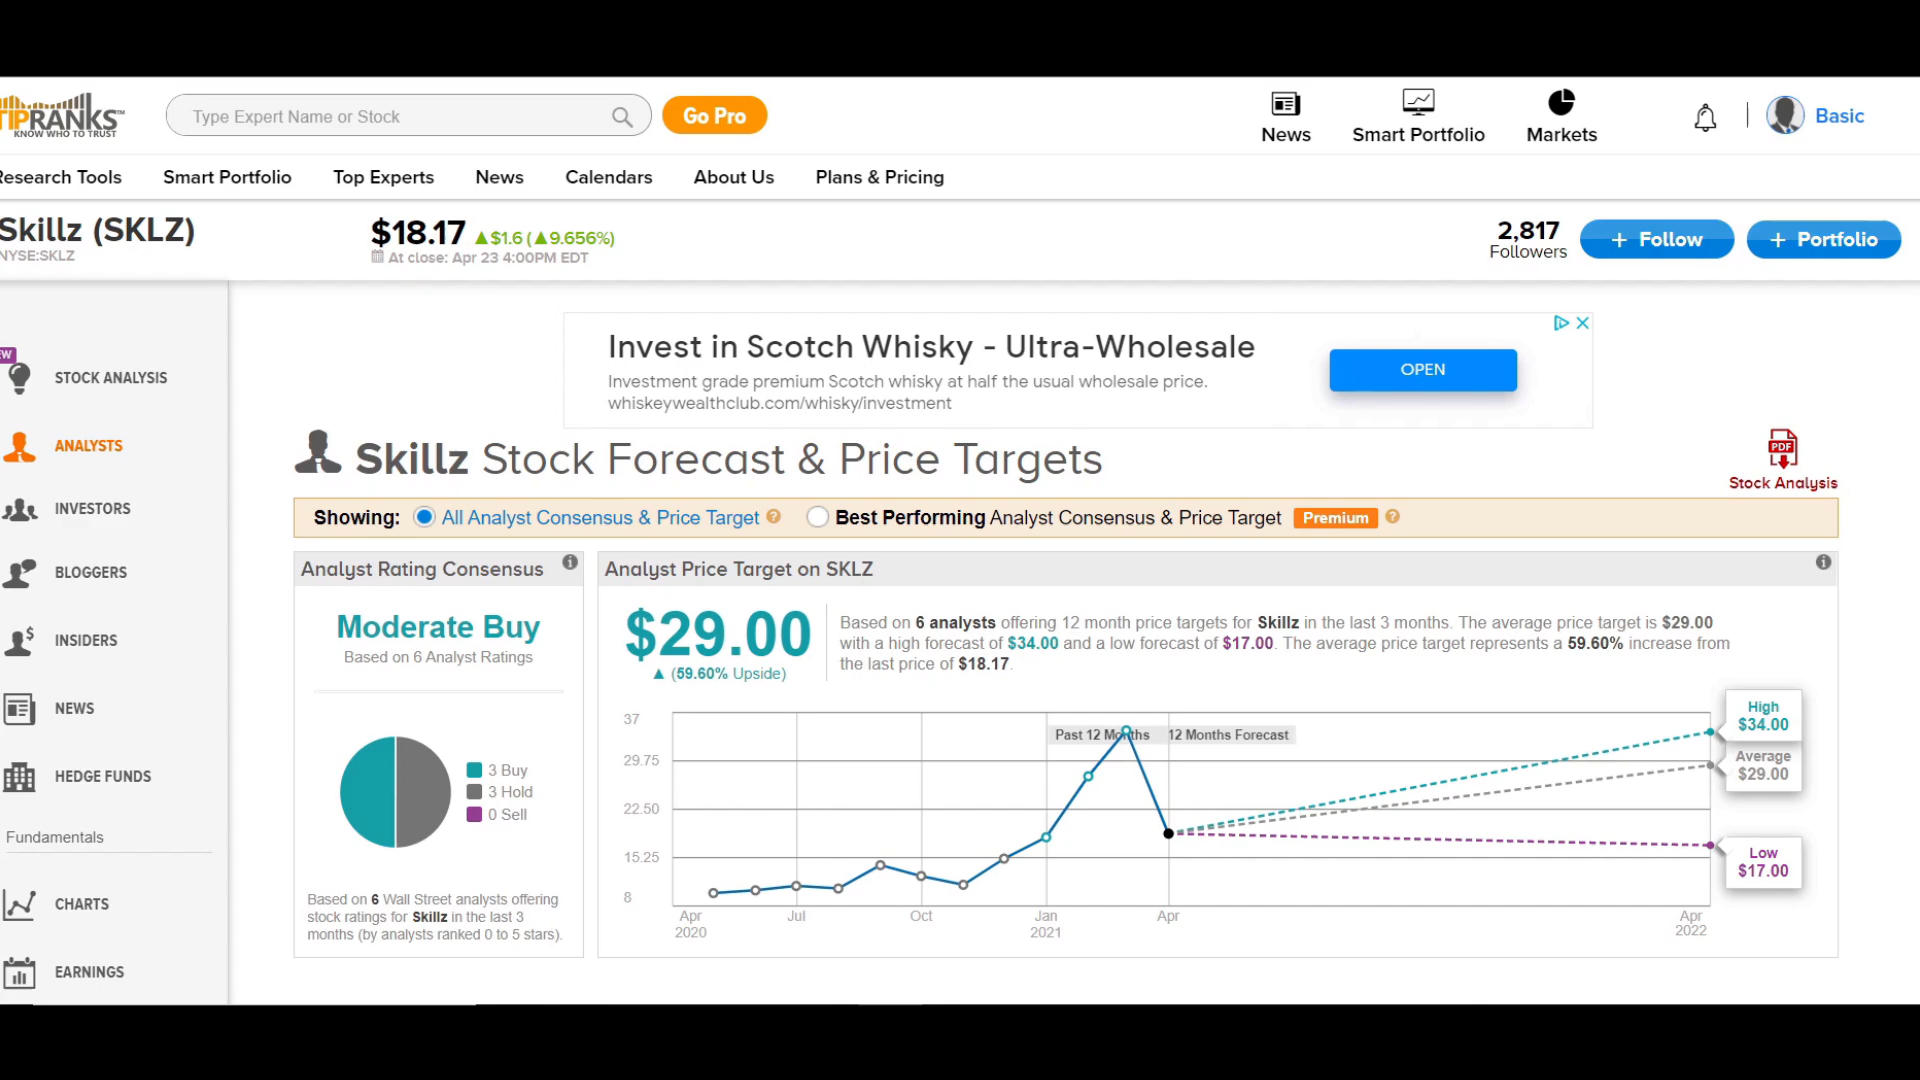 TIPRANKS™
KNOW WHO TO TRUST
Type Expert Name or Stock
Go Pro
News
Smart Portfolio
Markets
Basic
Research Tools
Smart Portfolio
Top Experts
News
Calendars
About Us
Plans & Pricing
Skillz (SKLZ)
NYSE:SKLZ
$18.17 ▲$1.6 (▲9.656%)
At close: Apr 23 4:00PM EDT
2,817
Followers
+ Follow
+ Portfolio
EW
STOCK ANALYSIS
ANALYSTS
INVESTORS
BLOGGERS
INSIDERS
NEWS
HEDGE FUNDS
Fundamentals
CHARTS
EARNINGS
Invest in Scotch Whisky - Ultra-Wholesale
Investment grade premium Scotch whisky at half the usual wholesale price.
whiskeywealthclub.com/whisky/investment
OPEN
Skillz Stock Forecast & Price Targets
PDF
Stock Analysis
Showing: All Analyst Consensus & Price Target ? Best Performing Analyst Consensus & Price Target Premium ?
Analyst Rating Consensus
Moderate Buy
Based on 6 Analyst Ratings
3 Buy
3 Hold
0 Sell
Based on 6 Wall Street analysts offering
stock ratings for Skillz in the last 3
months (by analysts ranked 0 to 5 stars).
Analyst Price Target on SKLZ
$29.00
▲ (59.60% Upside)
Based on 6 analysts offering 12 month price targets for Skillz in the last 3 months. The average price target is $29.00
with a high forecast of $34.00 and a low forecast of $17.00. The average price target represents a 59.60% increase from
the last price of $18.17.
37
29.75
22.50
15.25
8
Past 12 Months
12 Months Forecast
High
$34.00
Average
$29.00
Low
$17.00
Apr
2020
Jul
Oct
Jan
2021
Apr
Apr
2022